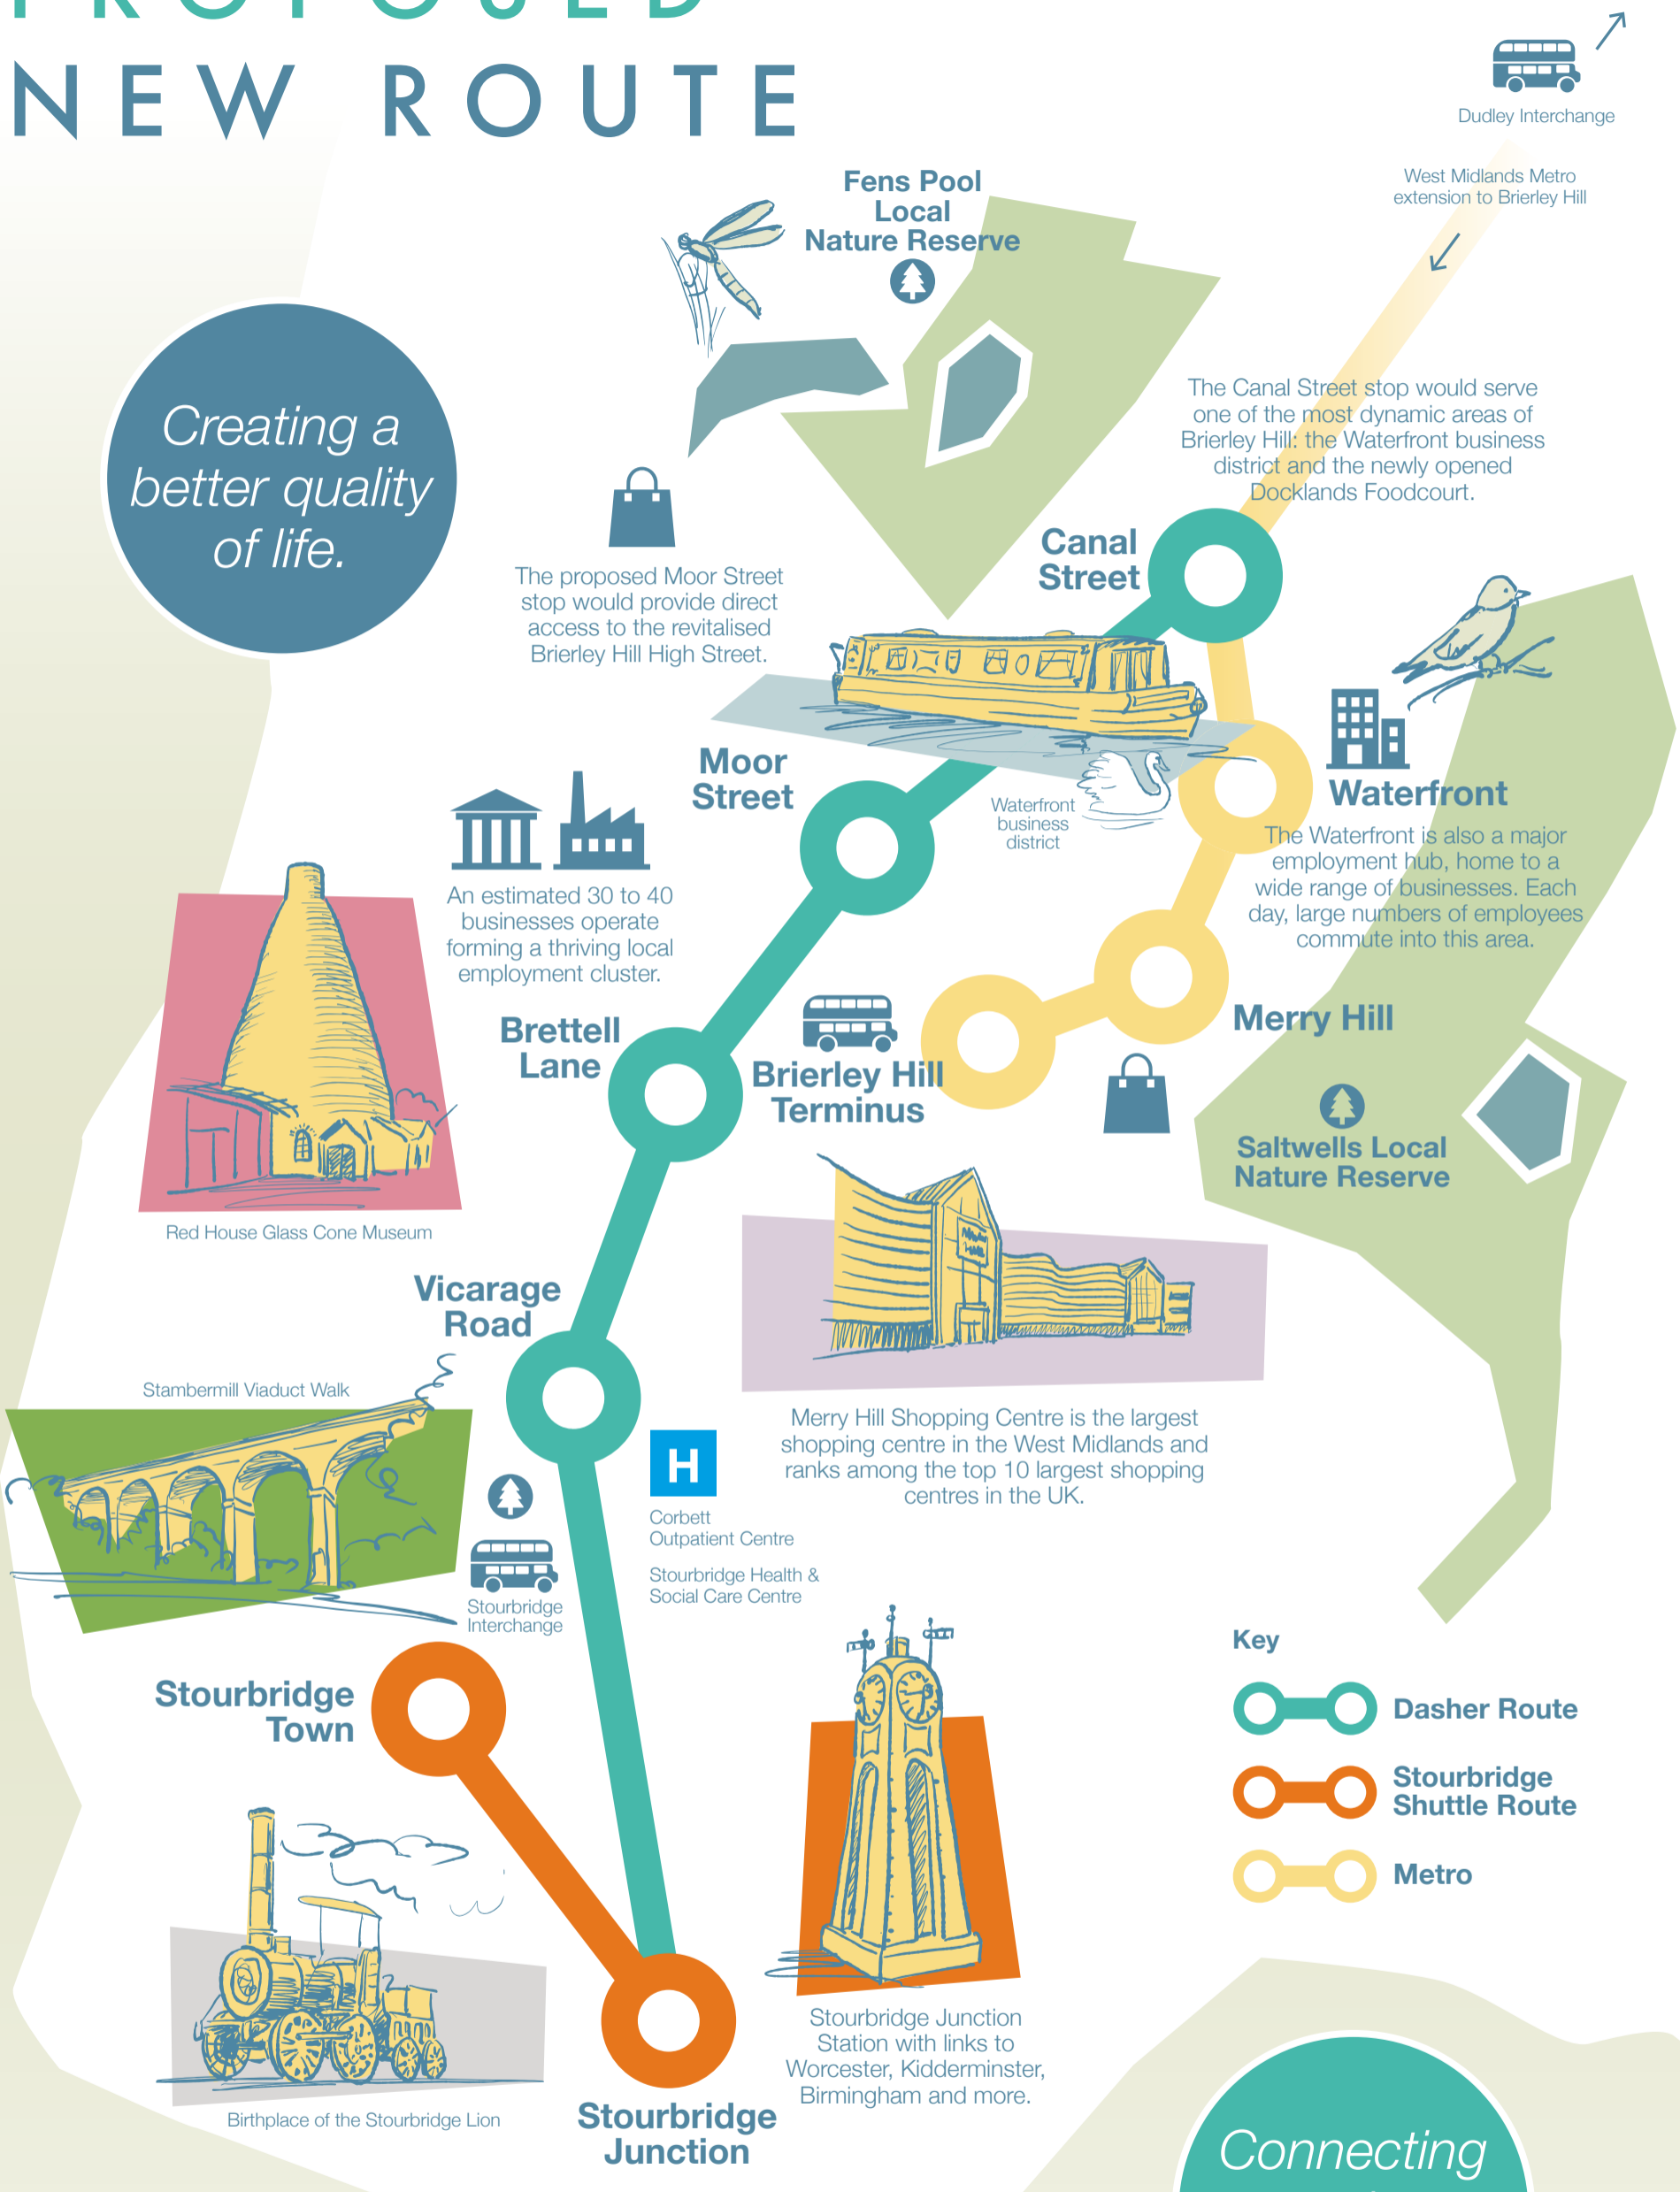 PROPOSED
NEW ROUTE
Dudley Interchange
West Midlands Metro
extension to Brierley Hill
Fens Pool
Local
Nature Reserve
Creating a
better quality
of life.
The Canal Street stop would serve
one of the most dynamic areas of
Brierley Hill: the Waterfront business
district and the newly opened
Docklands Foodcourt.
Canal
Street
The proposed Moor Street
stop would provide direct
access to the revitalised
Brierley Hill High Street.
Moor
Street
Waterfront
business
district
Waterfront
The Waterfront is also a major
employment hub, home to a
wide range of businesses. Each
day, large numbers of employees
commute into this area.
An estimated 30 to 40
businesses operate
forming a thriving local
employment cluster.
Brettell
Lane
Brierley Hill
Terminus
Merry Hill
Saltwells Local
Nature Reserve
Red House Glass Cone Museum
Vicarage
Road
Stambermill Viaduct Walk
Merry Hill Shopping Centre is the largest
shopping centre in the West Midlands and
ranks among the top 10 largest shopping
centres in the UK.
H
Corbett
Outpatient Centre
Stourbridge Health &
Social Care Centre
Stourbridge
Interchange
Stourbridge
Town
Key
Dasher Route
Stourbridge
Shuttle Route
Metro
Stourbridge Junction
Station with links to
Worcester, Kidderminster,
Birmingham and more.
Birthplace of the Stourbridge Lion
Stourbridge
Junction
Connecting